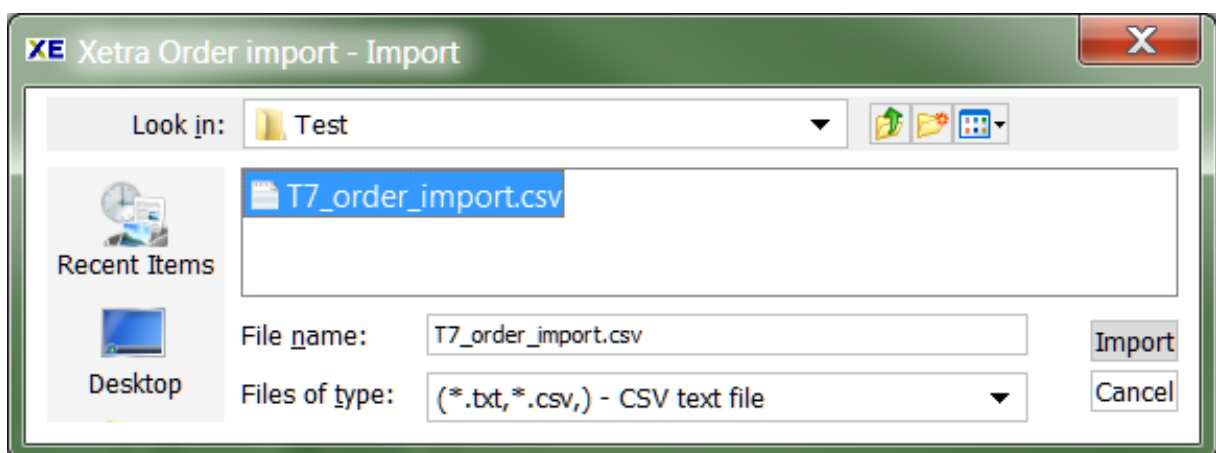 XE Xetra Order import - Import
Look in: Test
T7_order_import.csv
Recent Items
File name: T7_order_import.csv Import
Desktop
Files of type: (*.txt,*.csv,) - CSV text file Cancel